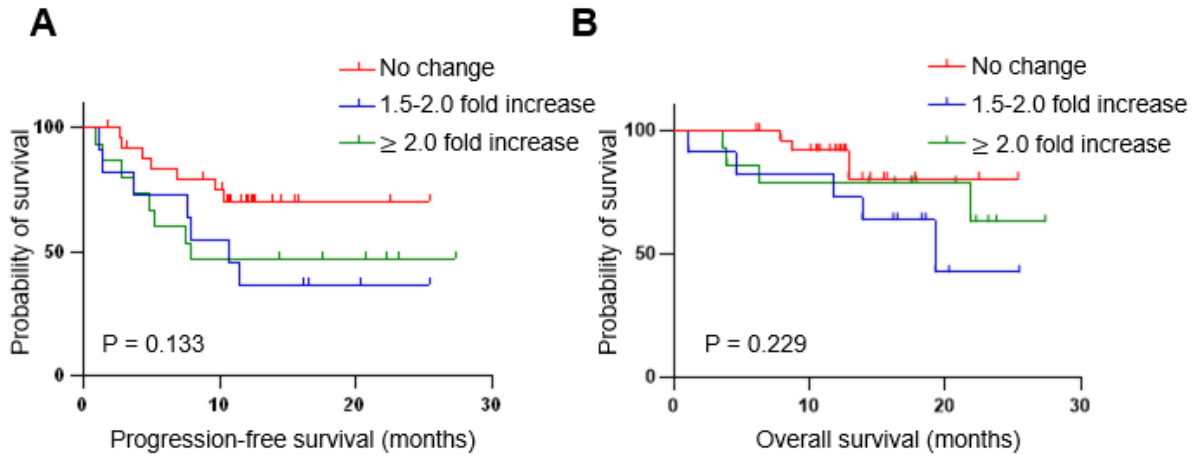 A
No change
1.5-2.0 fold increase
≥ 2.0 fold increase
Probability of survival
100
50
0
P = 0.133
0 10 20 30
Progression-free survival (months)
B
No change
1.5-2.0 fold increase
≥ 2.0 fold increase
Probability of survival
100
50
0
P = 0.229
0 10 20 30
Overall survival (months)